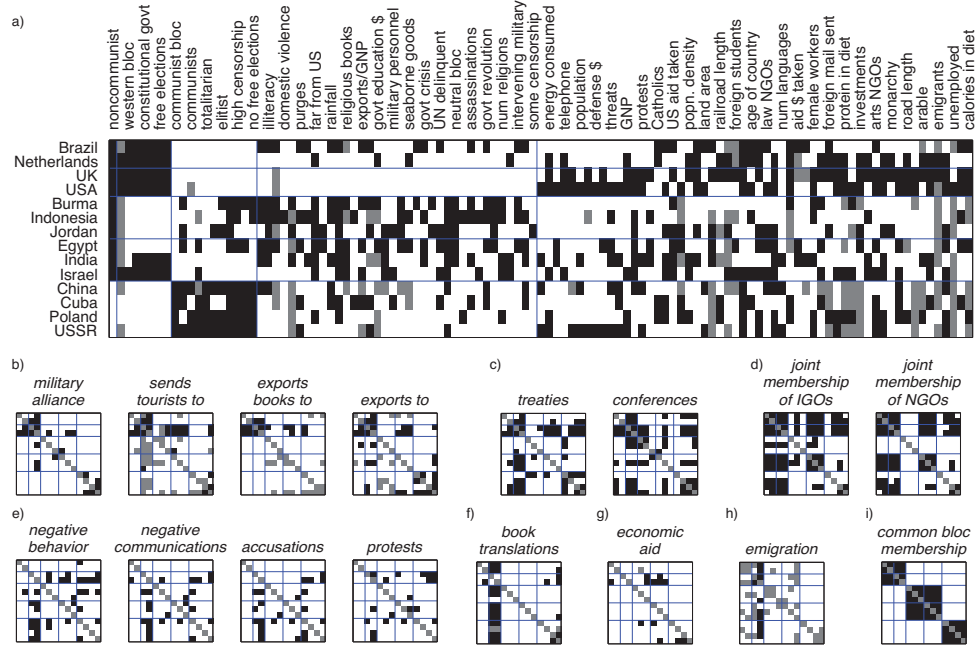 a)
noncommunist
western bloc
constitutional govt
free elections
communist bloc
communists
totalitarian
elitist
high censorship
no free elections
illiteracy
domestic violence
purges
far from US
rainfall
religious books
exports/GNP
govt education $
military personnel
seaborne goods
govt crisis
UN delinquent
neutral bloc
assassinations
govt revolution
num religions
intervening military
some censorship
energy consumed
telephone
population
defense $
threats
GNP
protests
Catholics
US aid taken
popn. density
land area
railroad length
foreign students
age of country
law NGOs
num languages
aid $ taken
female workers
foreign mail sent
protein in diet
investments
arts NGOs
monarchy
road length
arable
emigrants
unemployed
calories in diet
Brazil
Netherlands
UK
USA
Burma
Indonesia
Jordan
Egypt
India
Israel
China
Cuba
Poland
USSR
b)
military
alliance
sends
tourists to
exports
books to
exports to
c)
treaties
conferences
d)
joint
membership
of IGOs
joint
membership
of NGOs
e)
negative
behavior
negative
communications
accusations
protests
f)
book
translations
g)
economic
aid
h)
emigration
i)
common bloc
membership